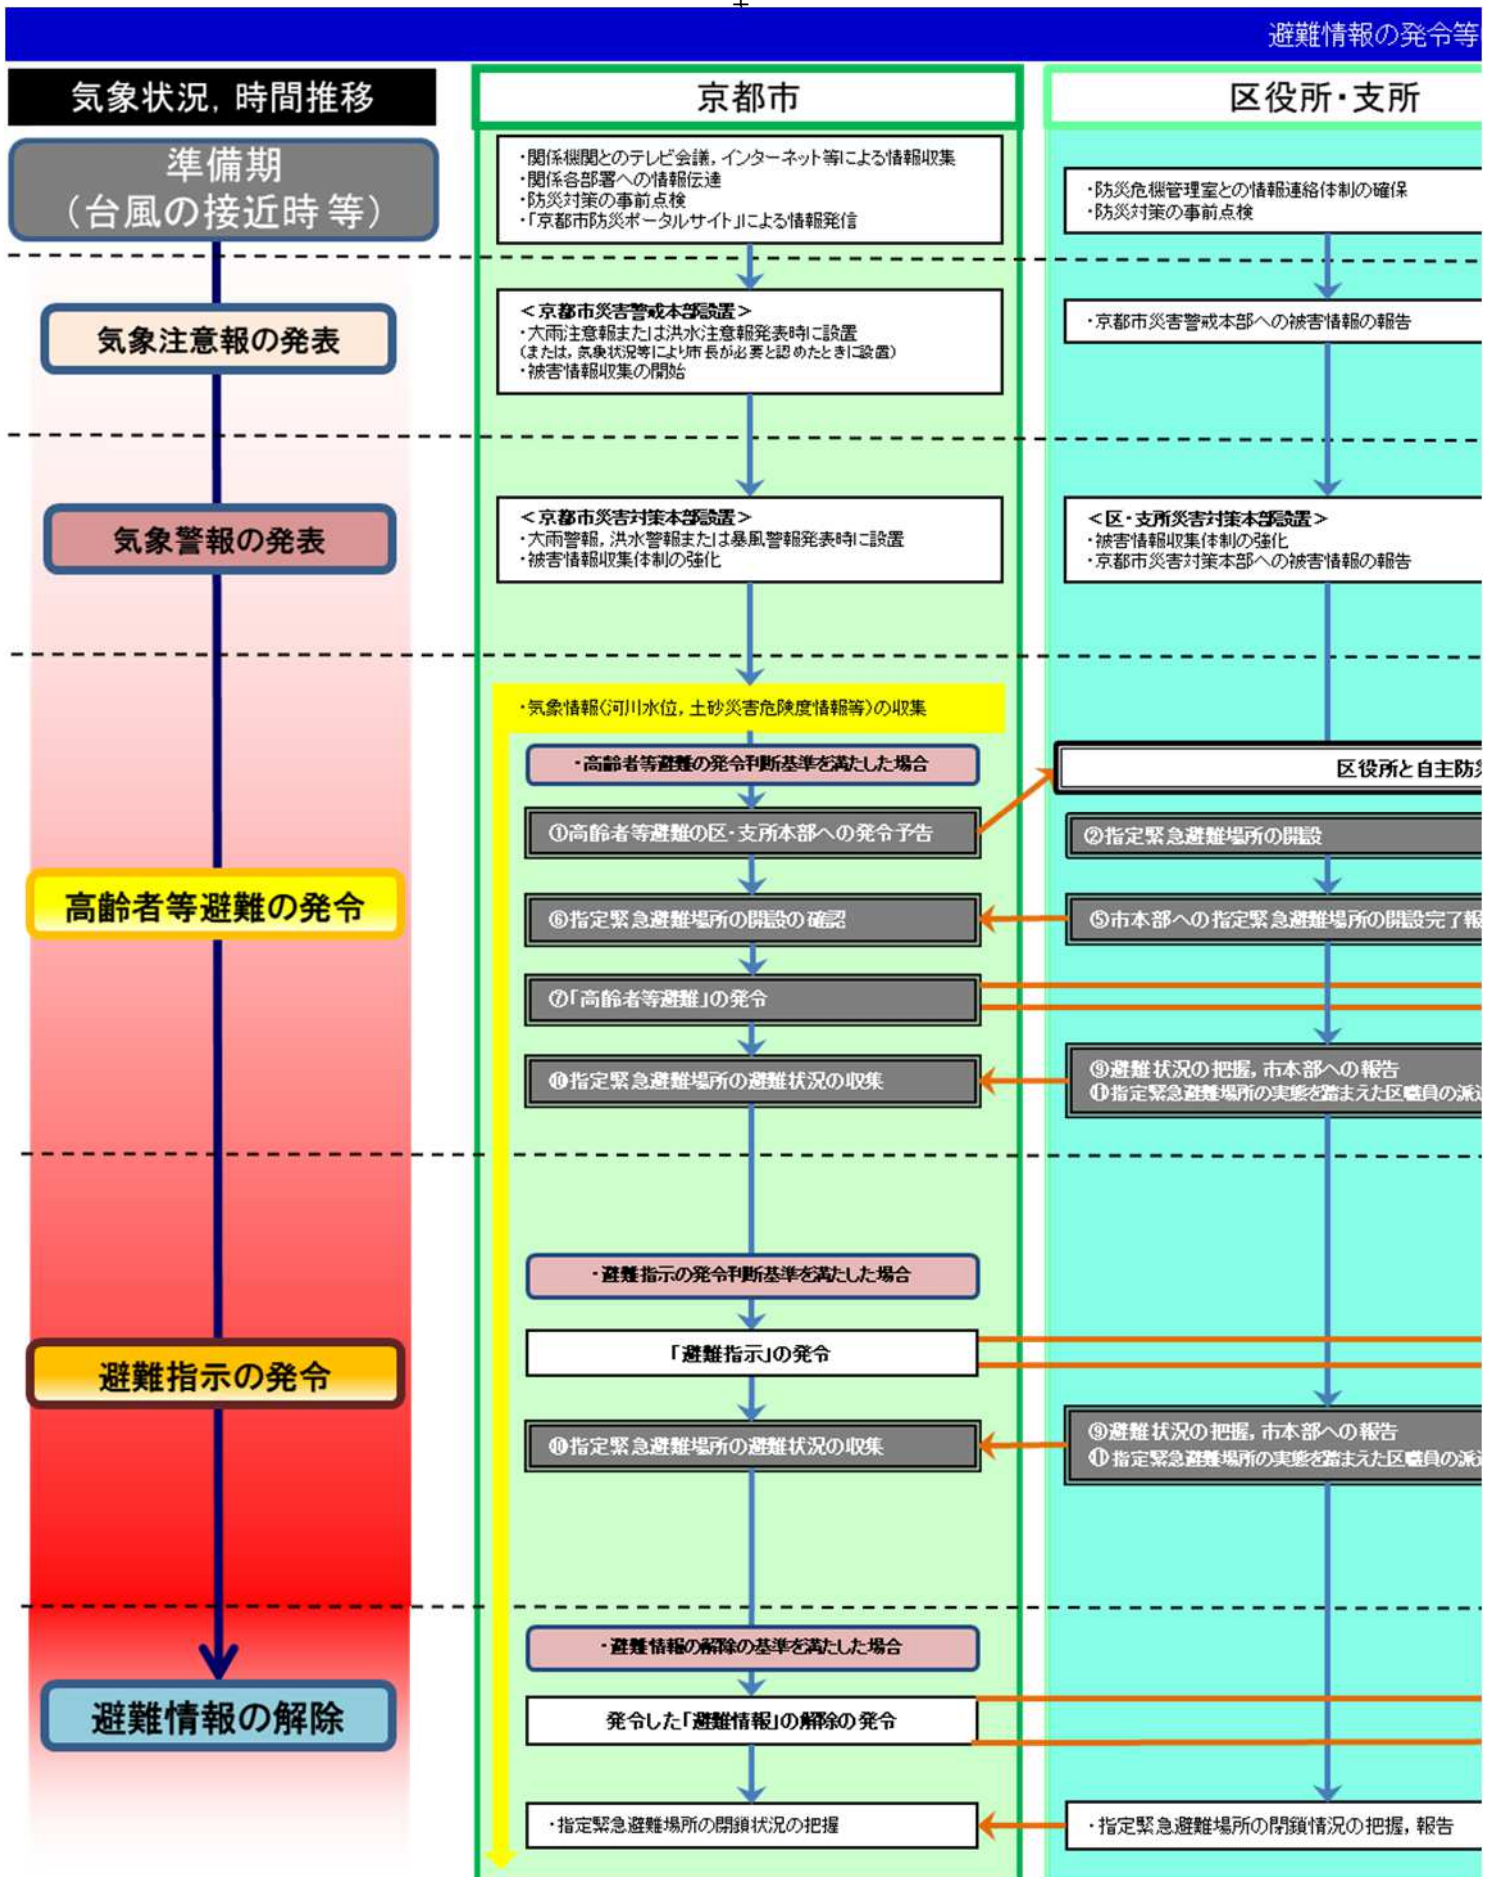 避難情報の発令等
気象状況，時間推移
京都市
区役所・支所
準備期
（台風の接近時等）
・関係機関とのテレビ会議，インターネット等による情報収集
・関係各部署への情報伝達
・防災対策の事前点検
・「京都市防災ポータルサイト」による情報発信
・防災危機管理室との情報連絡体制の確保
・防災対策の事前点検
気象注意報の発表
＜京都市災害警戒本部設置＞
・大雨注意報または洪水注意報発表時に設置
（または，気象状況等により市長が必要と認めたときに設置）
・被害情報収集の開始
・京都市災害警戒本部への被害情報の報告
気象警報の発表
＜京都市災害対策本部設置＞
・大雨警報，洪水警報または暴風警報発表時に設置
・被害情報収集体制の強化
＜区・支所災害対策本部設置＞
・被害情報収集体制の強化
・京都市災害対策本部への被害情報の報告
・気象情報（河川水位，土砂災害危険度情報等）の収集
・高齢者等避難の発令判断基準を満たした場合
区役所と自主防
①高齢者等避難の区・支所本部への発令予告
②指定緊急避難場所の開設
高齢者等避難の発令
⑥指定緊急避難場所の開設の確認
⑤市本部への指定緊急避難場所の開設完了報
⑦「高齢者等避難」の発令
⑩指定緊急避難場所の避難状況の収集
⑨避難状況の把握，市本部への報告
⑪指定緊急避難場所の実態を踏まえた区職員の派
・避難指示の発令判断基準を満たした場合
避難指示の発令
「避難指示」の発令
⑩指定緊急避難場所の避難状況の収集
⑨避難状況の把握，市本部への報告
⑪指定緊急避難場所の実態を踏まえた区職員の派
・避難情報の解除の基準を満たした場合
避難情報の解除
発令した「避難情報」の解除の発令
・指定緊急避難場所の閉鎖状況の把握
・指定緊急避難場所の閉鎖情況の把握，報告